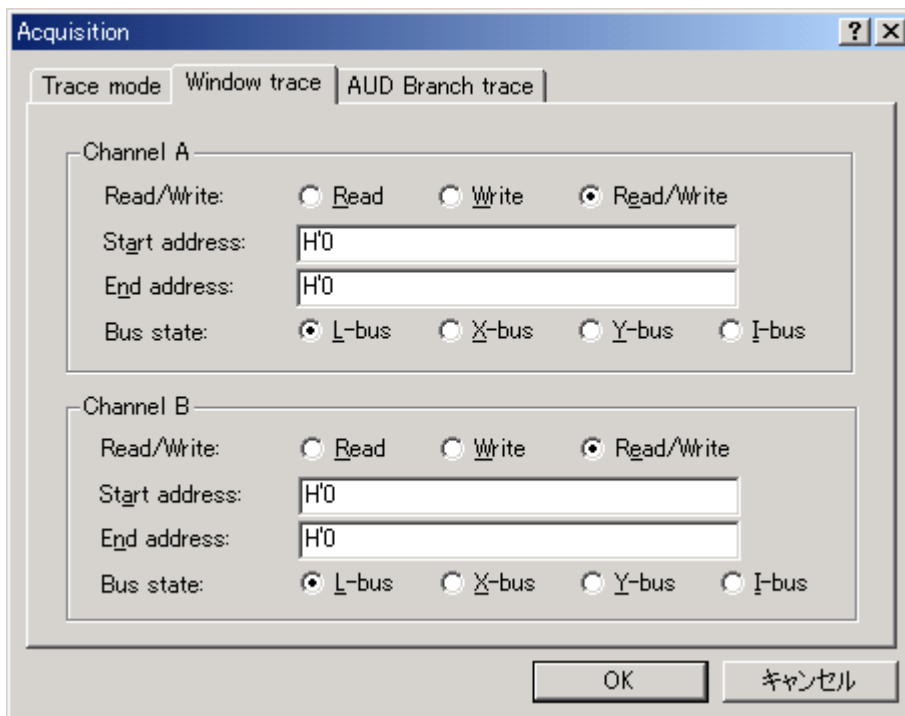 Acquisition
Trace mode Window trace AUD Branch trace
Channel A
Read/Write: Read Write Read/Write
Start address: H'0
End address: H'0
Bus state: L-bus X-bus Y-bus I-bus
Channel B
Read/Write: Read Write Read/Write
Start address: H'0
End address: H'0
Bus state: L-bus X-bus Y-bus I-bus
OK キャンセル